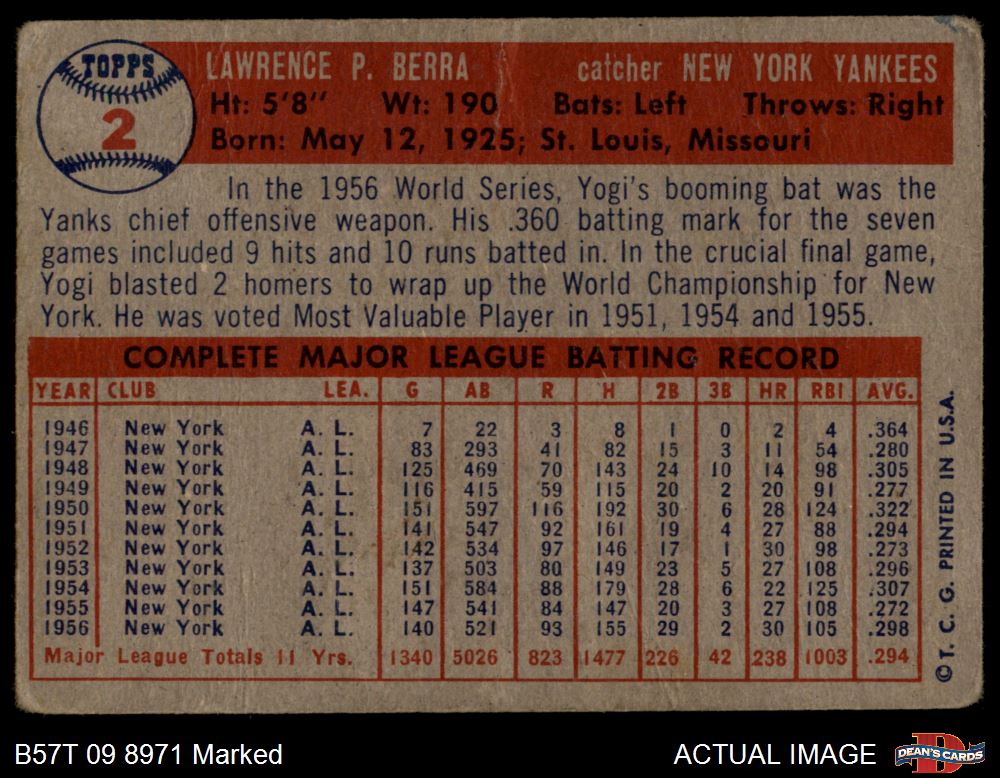 TOPPS
2
LAWRENCE P. BERRA catcher NEW YORK YANKEES
Ht: 5'8" Wt: 190 Bats: Left Throws: Right
Born: May 12, 1925; St. Louis, Missouri
In the 1956 World Series, Yogi's booming bat was the
Yanks chief offensive weapon. His .360 batting mark for the seven
games included 9 hits and 10 runs batted in. In the crucial final game,
Yogi blasted 2 homers to wrap up the World Championship for New
York. He was voted Most Valuable Player in 1951, 1954 and 1955.
COMPLETE MAJOR LEAGUE BATTING RECORD
YEAR CLUB LEA. G AB R H 2B 3B HR RBI AVG.
1946 New York A. L. 7 22 3 8 1 0 2 4 .364
1947 New York A. L. 83 293 41 82 15 3 11 54 .280
1948 New York A. L. 125 469 70 143 24 10 14 98 .305
1949 New York A. L. 116 415 59 115 20 2 20 91 .277
1950 New York A. L. 151 597 116 192 30 6 28 124 .322
1951 New York A. L. 141 547 92 161 19 4 27 88 .294
1952 New York A. L. 142 534 97 146 17 1 30 98 .273
1953 New York A. L. 137 503 80 149 23 5 27 108 .296
1954 New York A. L. 151 584 88 179 28 6 22 125 .307
1955 New York A. L. 147 541 84 147 20 3 27 108 .272
1956 New York A. L. 140 521 93 155 29 2 30 105 .298
Major League Totals 11 Yrs. 1340 5026 823 1477 226 42 238 1003 .294
© T. C. G. PRINTED IN U.S.A.
B57T 09 8971 Marked
ACTUAL IMAGE
DEAN'S CARDS